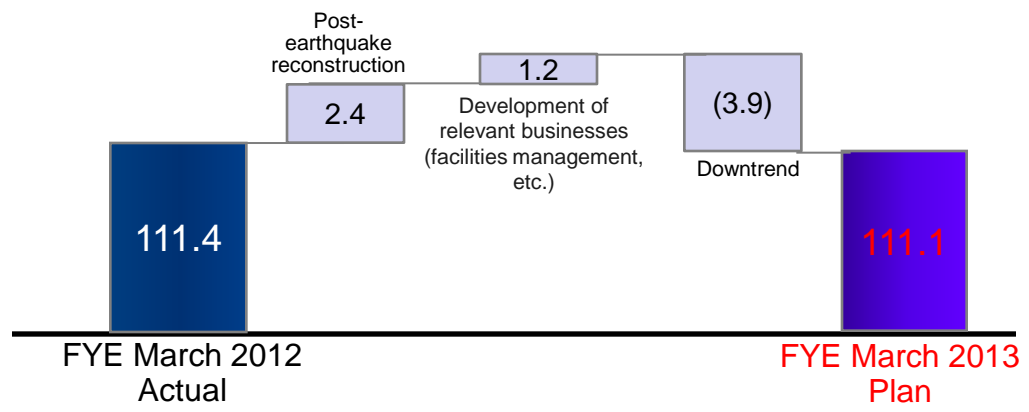 Post-
earthquake
reconstruction
2.4
1.2
Development of
relevant businesses
(facilities management,
etc.)
(3.9)
Downtrend
111.4
111.1
FYE March 2012
Actual
FYE March 2013
Plan